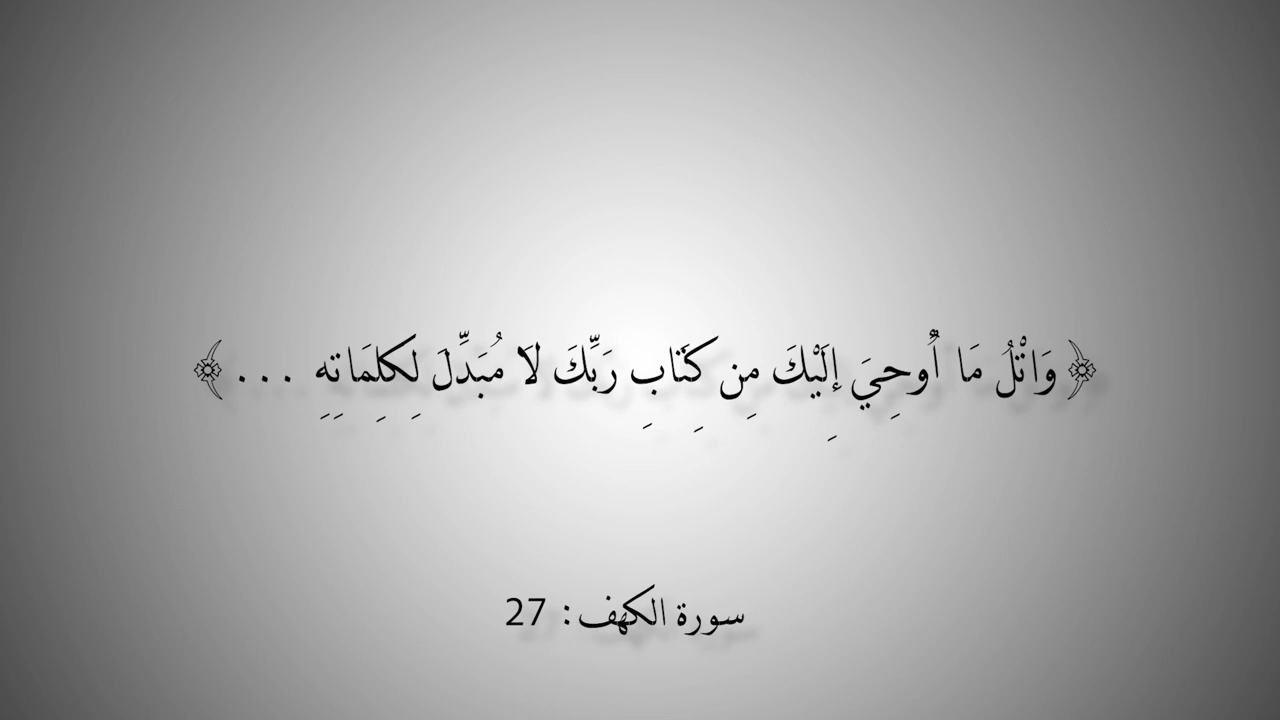 ﴿ وَاتْلُ مَا أُوحِيَ إِلَيْكَ مِن كِتَابِ رَبِّكَ لَا مُبَدِّلَ لِكَلِمَاتِهِ ... ﴾
سورة الكهف: 27